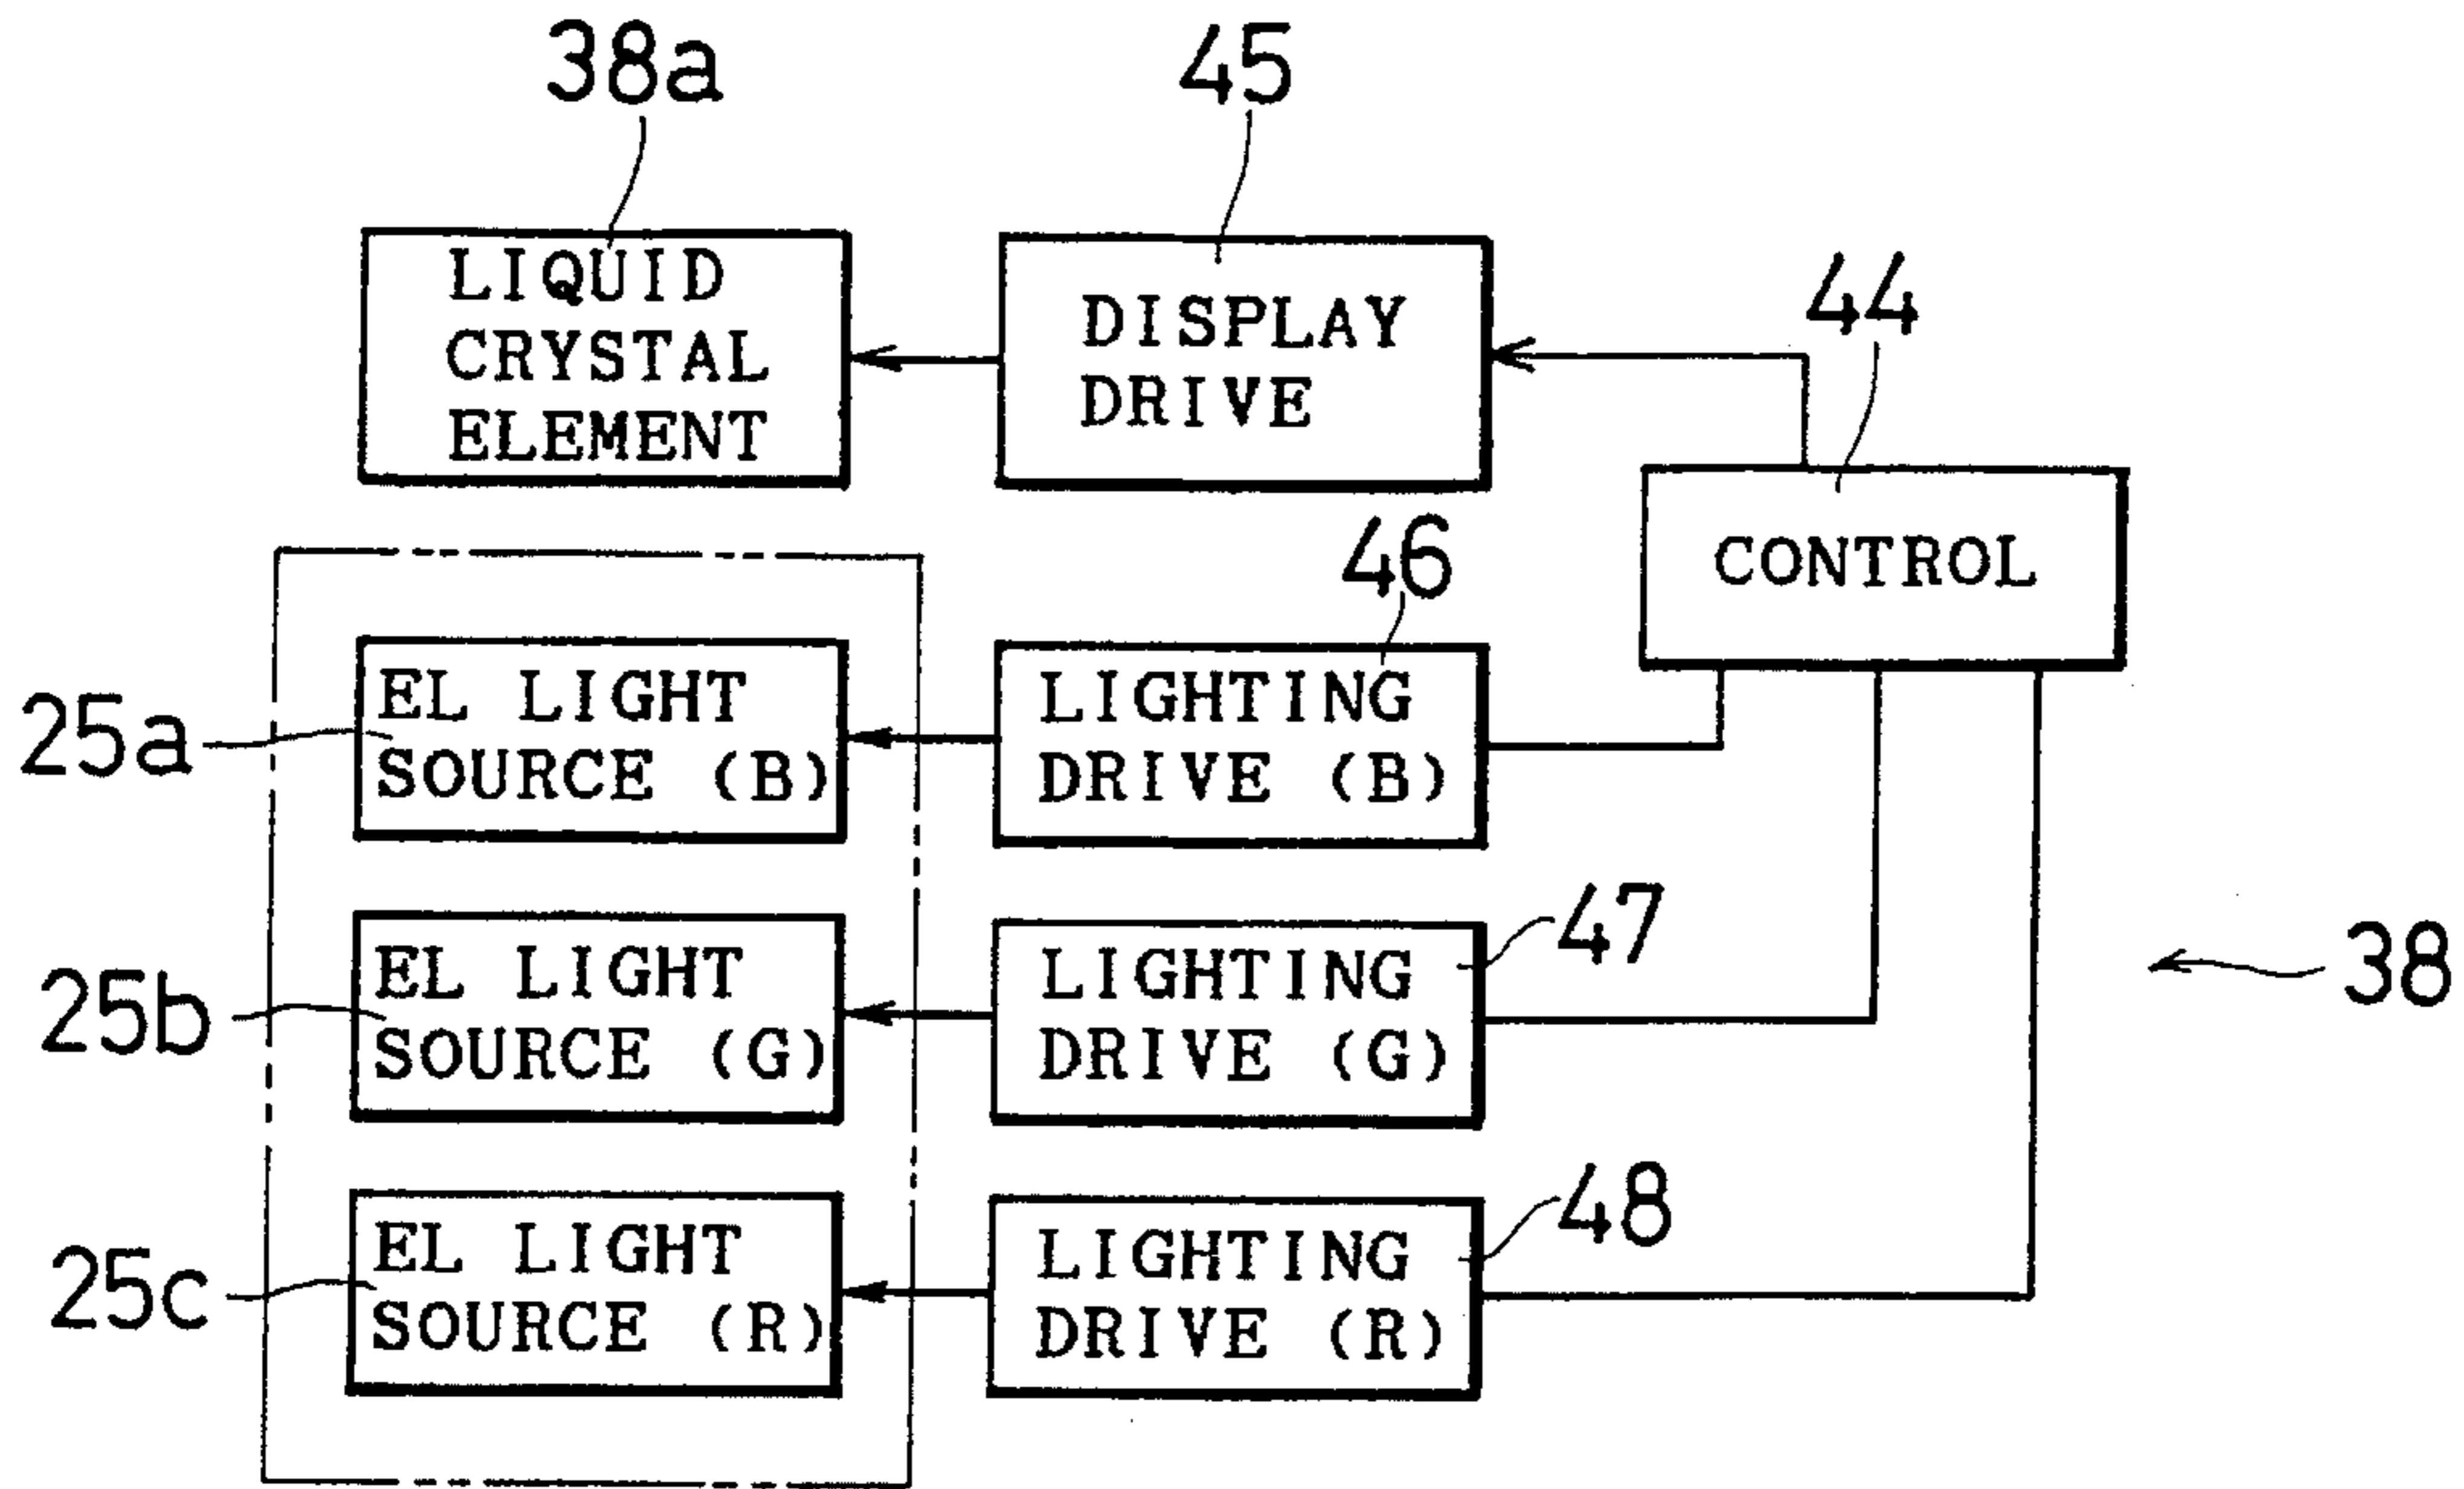 38a
45
LIQUID
CRYSTAL
ELEMENT
DISPLAY
DRIVE
44
CONTROL
46
25a
EL LIGHT
SOURCE (B)
LIGHTING
DRIVE (B)
47
25b
EL LIGHT
SOURCE (G)
LIGHTING
DRIVE (G)
38
48
25c
EL LIGHT
SOURCE (R)
LIGHTING
DRIVE (R)